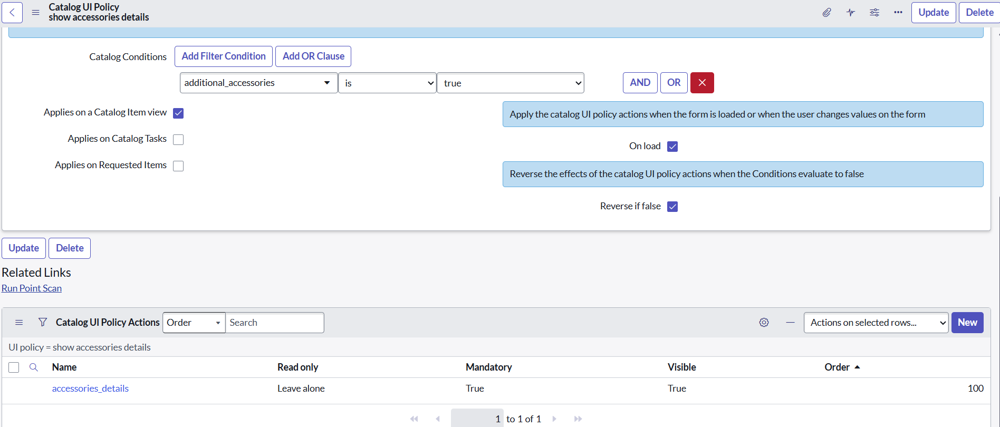 Catalog UI Policy
show accessories details
Update
Delete
Catalog Conditions
Add Filter Condition
Add OR Clause
additional_accessories
is
true
AND
OR
Applies on a Catalog Item view
Apply the catalog UI policy actions when the form is loaded or when the user changes values on the form
Applies on Catalog Tasks
On load
Applies on Requested Items
Reverse the effects of the catalog UI policy actions when the Conditions evaluate to false
Reverse if false
Update
Delete
Related Links
Run Point Scan
Catalog UI Policy Actions
Order
Search
Actions on selected rows...
New
UI policy = show accessories details
Name
Read only
Mandatory
Visible
Order
accessories_details
Leave alone
True
True
100
1 to 1 of 1